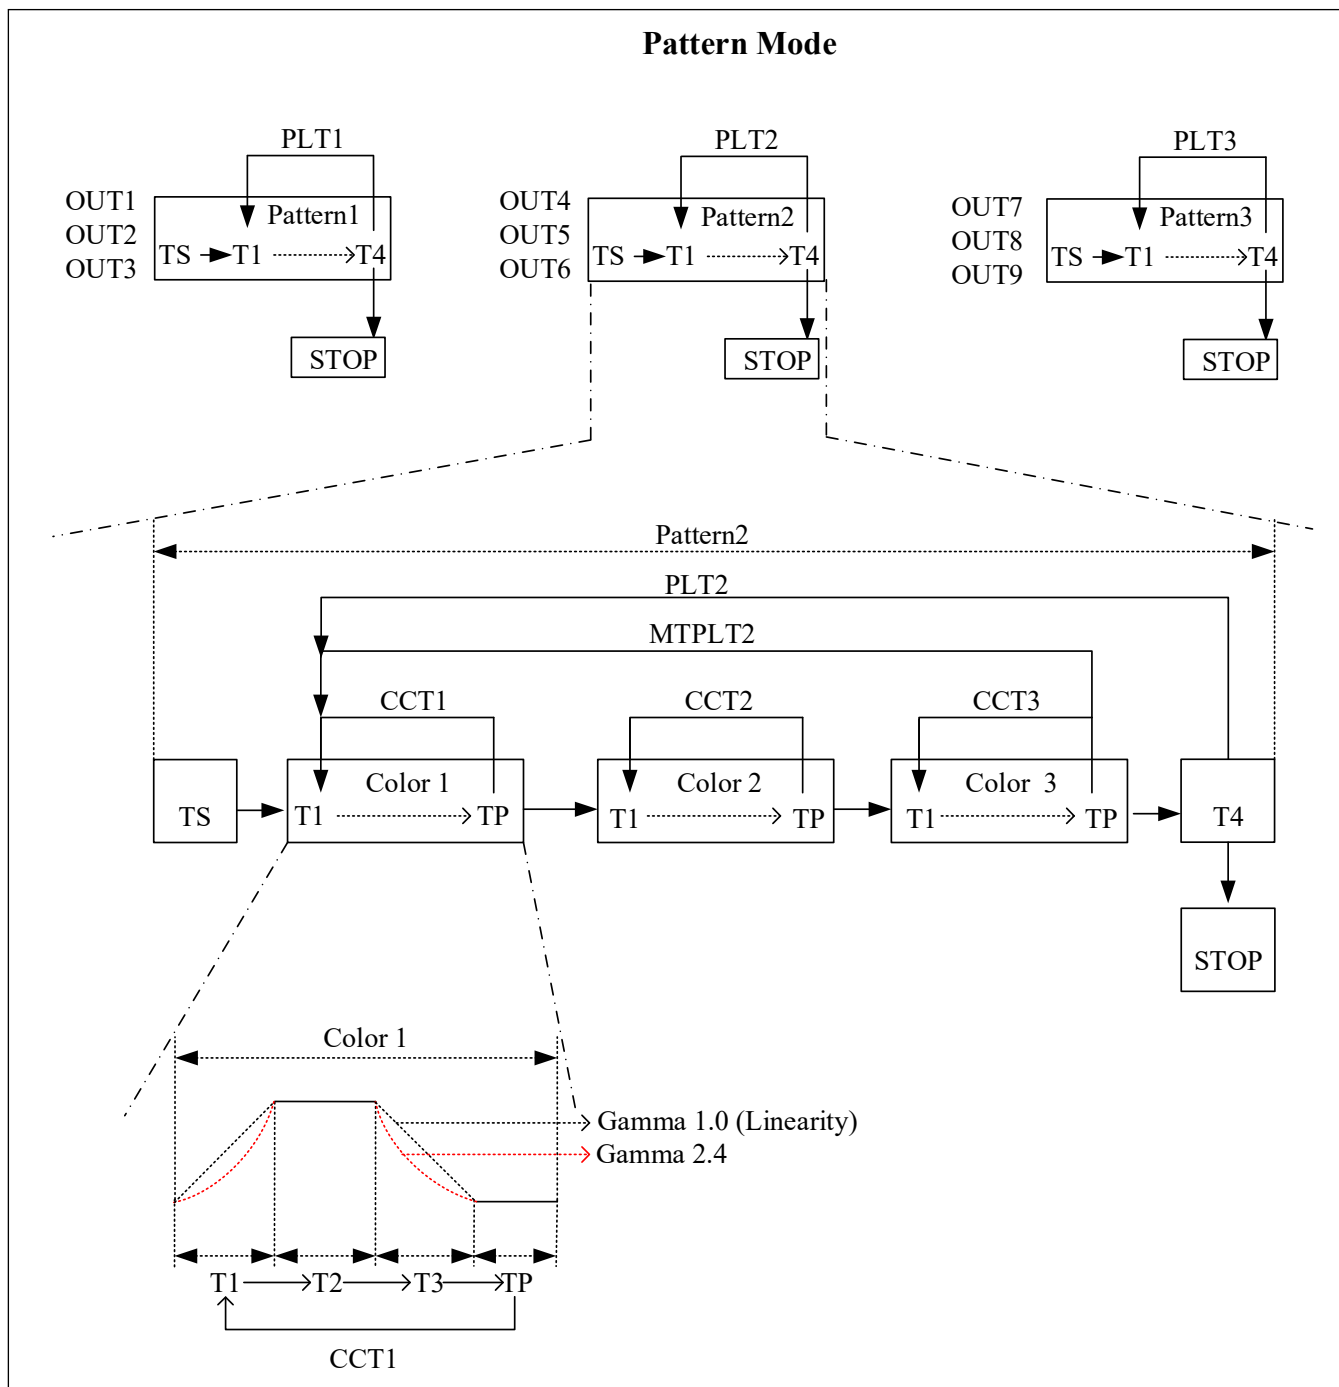 Pattern Mode
PLT1
PLT2
PLT3
OUT1
OUT2
OUT3
Pattern1
TS T1 T4
STOP
OUT4
OUT5
OUT6
Pattern2
TS T1 T4
STOP
OUT7
OUT8
OUT9
Pattern3
TS T1 T4
STOP
Pattern2
PLT2
MTPLT2
CCT1
CCT2
CCT3
TS
Color 1
T1 TP
Color 2
T1 TP
Color 3
T1 TP
T4
STOP
Color 1
Gamma 1.0 (Linearity)
Gamma 2.4
T1 T2 T3 TP
CCT1